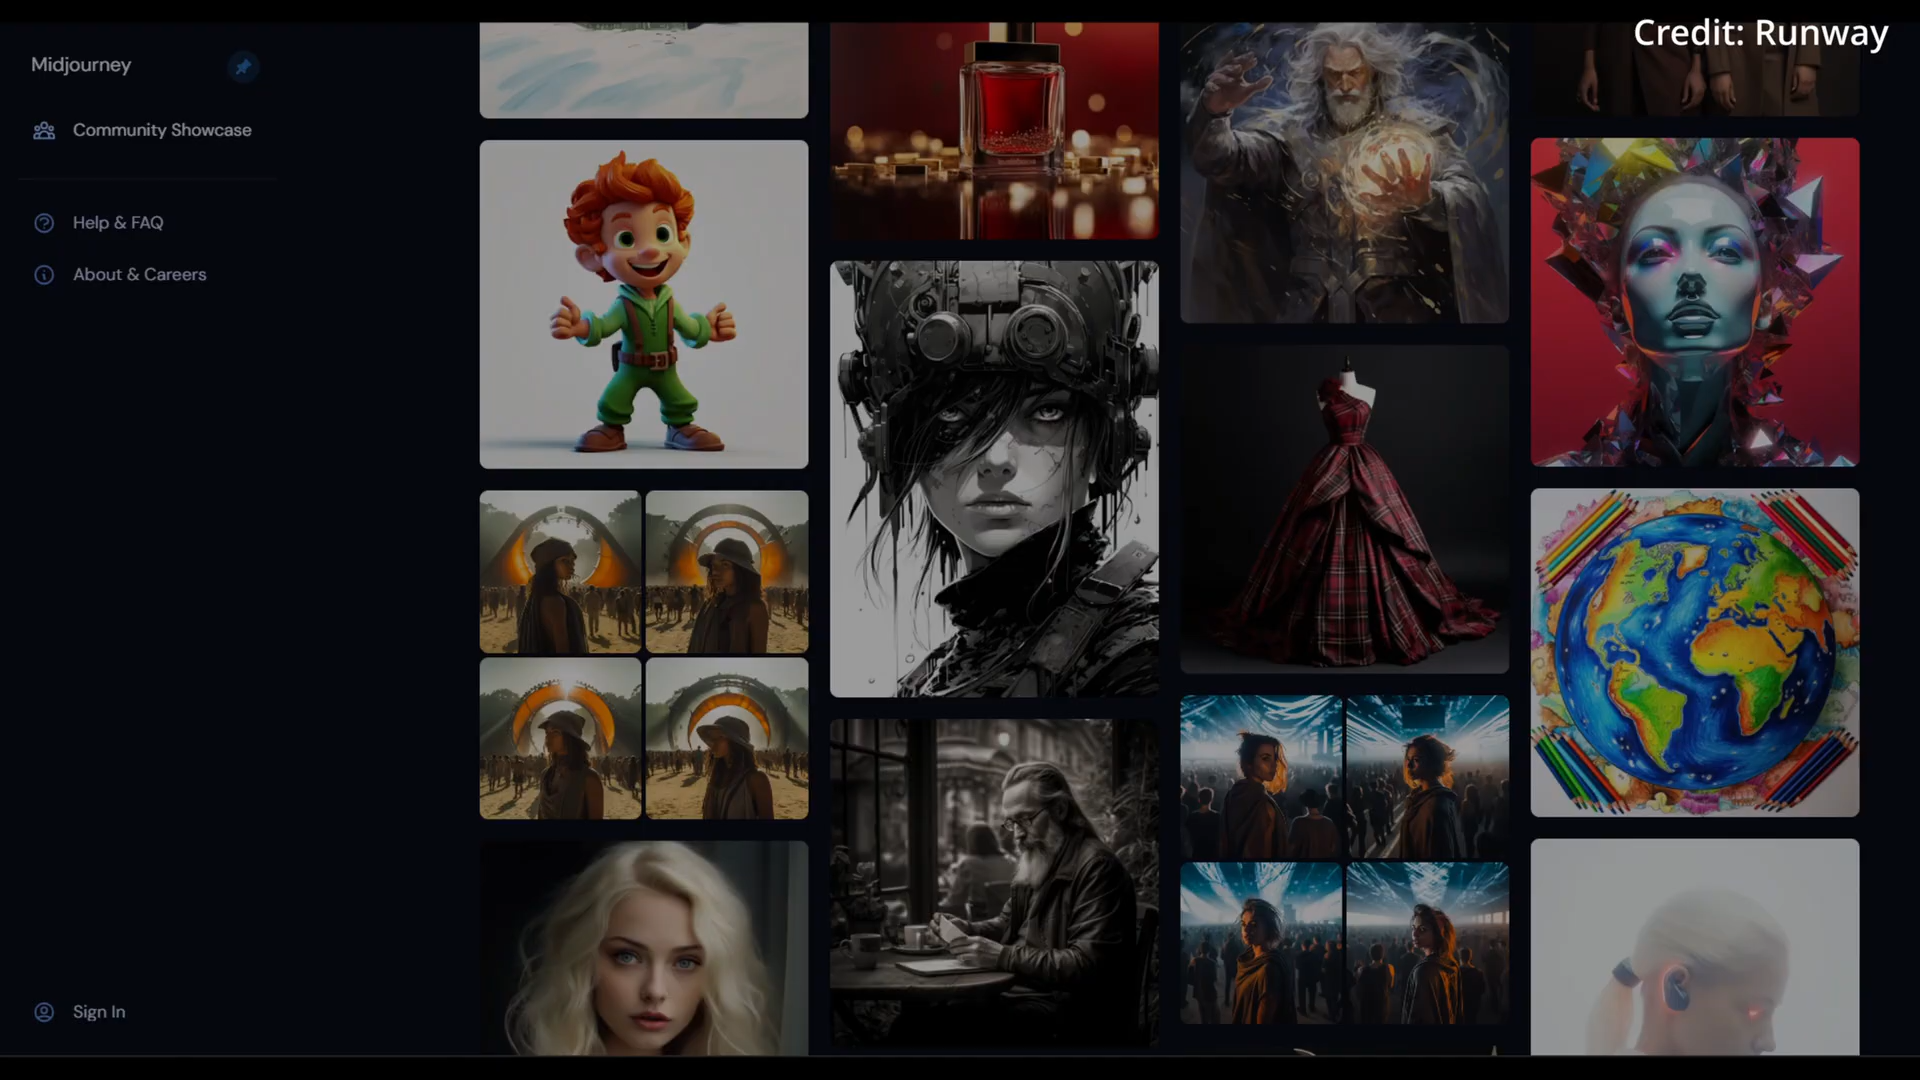 Credit: Runway
Midjourney
Community Showcase
Help & FAQ
About & Careers
Sign In